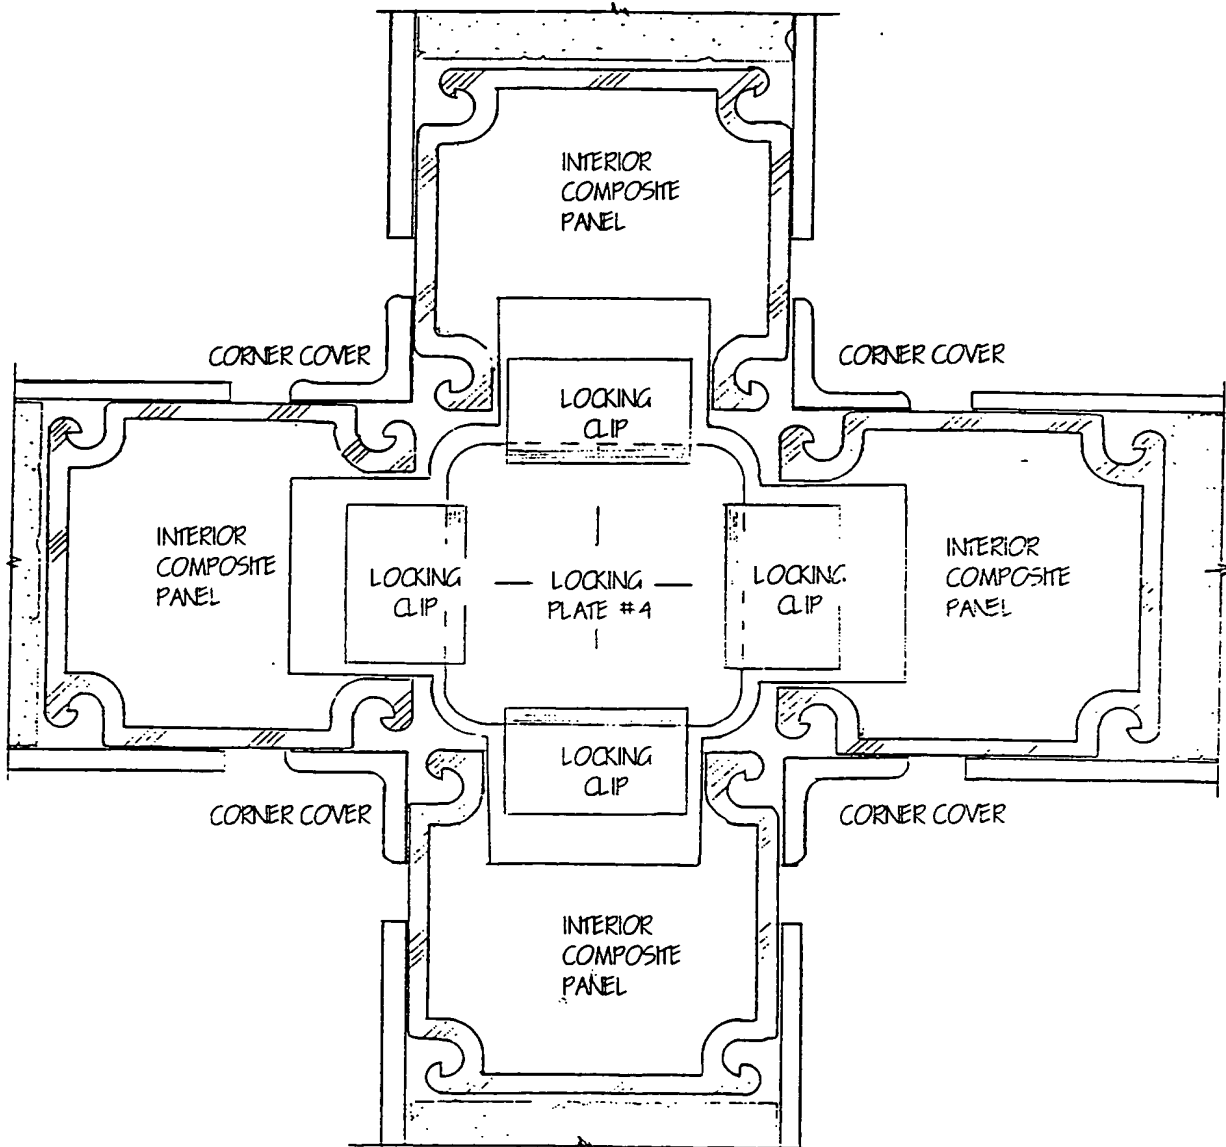 INTERIOR
COMPOSITE
PANEL
CORNER COVER
CORNER COVER
LOCKING
CLIP
INTERIOR
COMPOSITE
PANEL
LOCKING
CLIP
LOCKING
PLATE #4
LOCKING
CLIP
INTERIOR
COMPOSITE
PANEL
LOCKING
CLIP
CORNER COVER
CORNER COVER
INTERIOR
COMPOSITE
PANEL